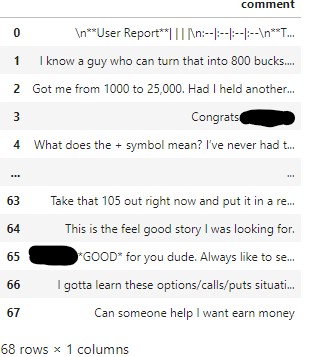 comment
0 \n**User Report**| | | |\n:--|:--|:--|:--\n**T...
1 I know a guy who can turn that into 800 bucks....
2 Got me from 1000 to 25,000. Had I held another...
3 Congrats
4 What does the + symbol mean? I've never had t...
... ...
63 Take that 105 out right now and put it in a re...
64 This is the feel good story I was looking for.
65 *GOOD* for you dude. Always like to se...
66 I gotta learn these options/calls/puts situati...
67 Can someone help I want earn money
68 rows × 1 columns